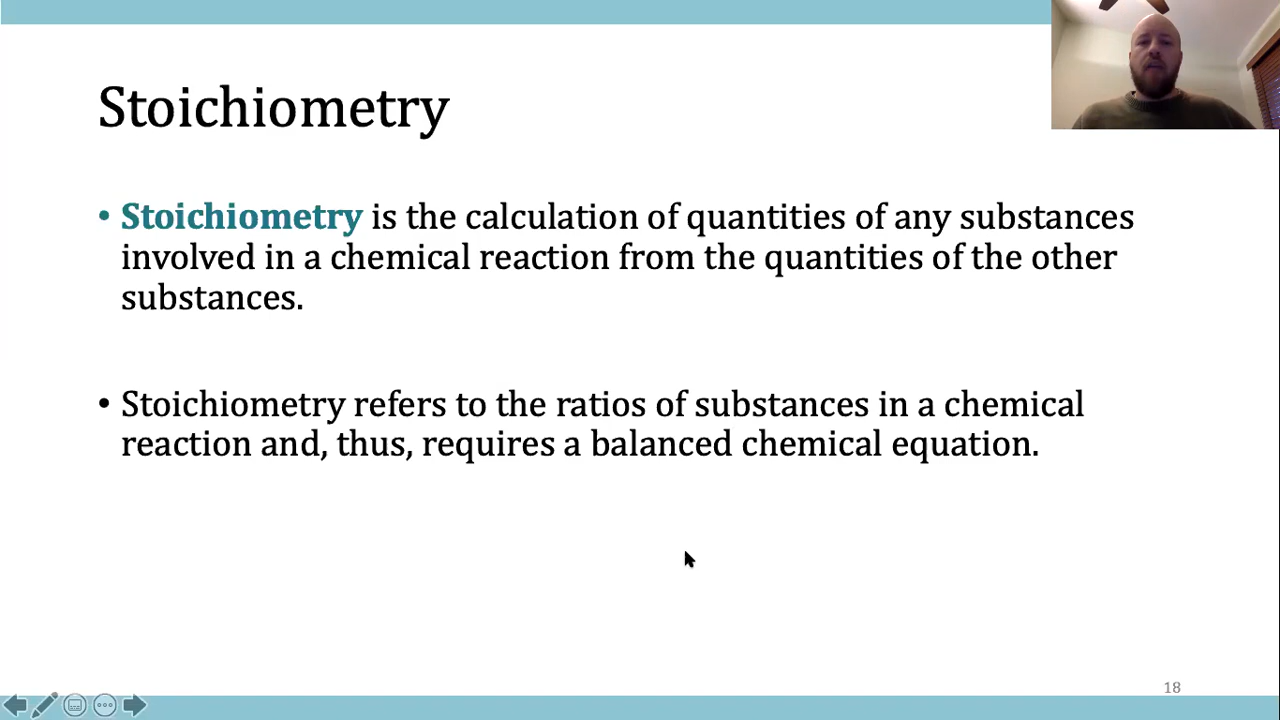 Stoichiometry
• Stoichiometry is the calculation of quantities of any substances
involved in a chemical reaction from the quantities of the other
substances.
• Stoichiometry refers to the ratios of substances in a chemical
reaction and, thus, requires a balanced chemical equation.
18